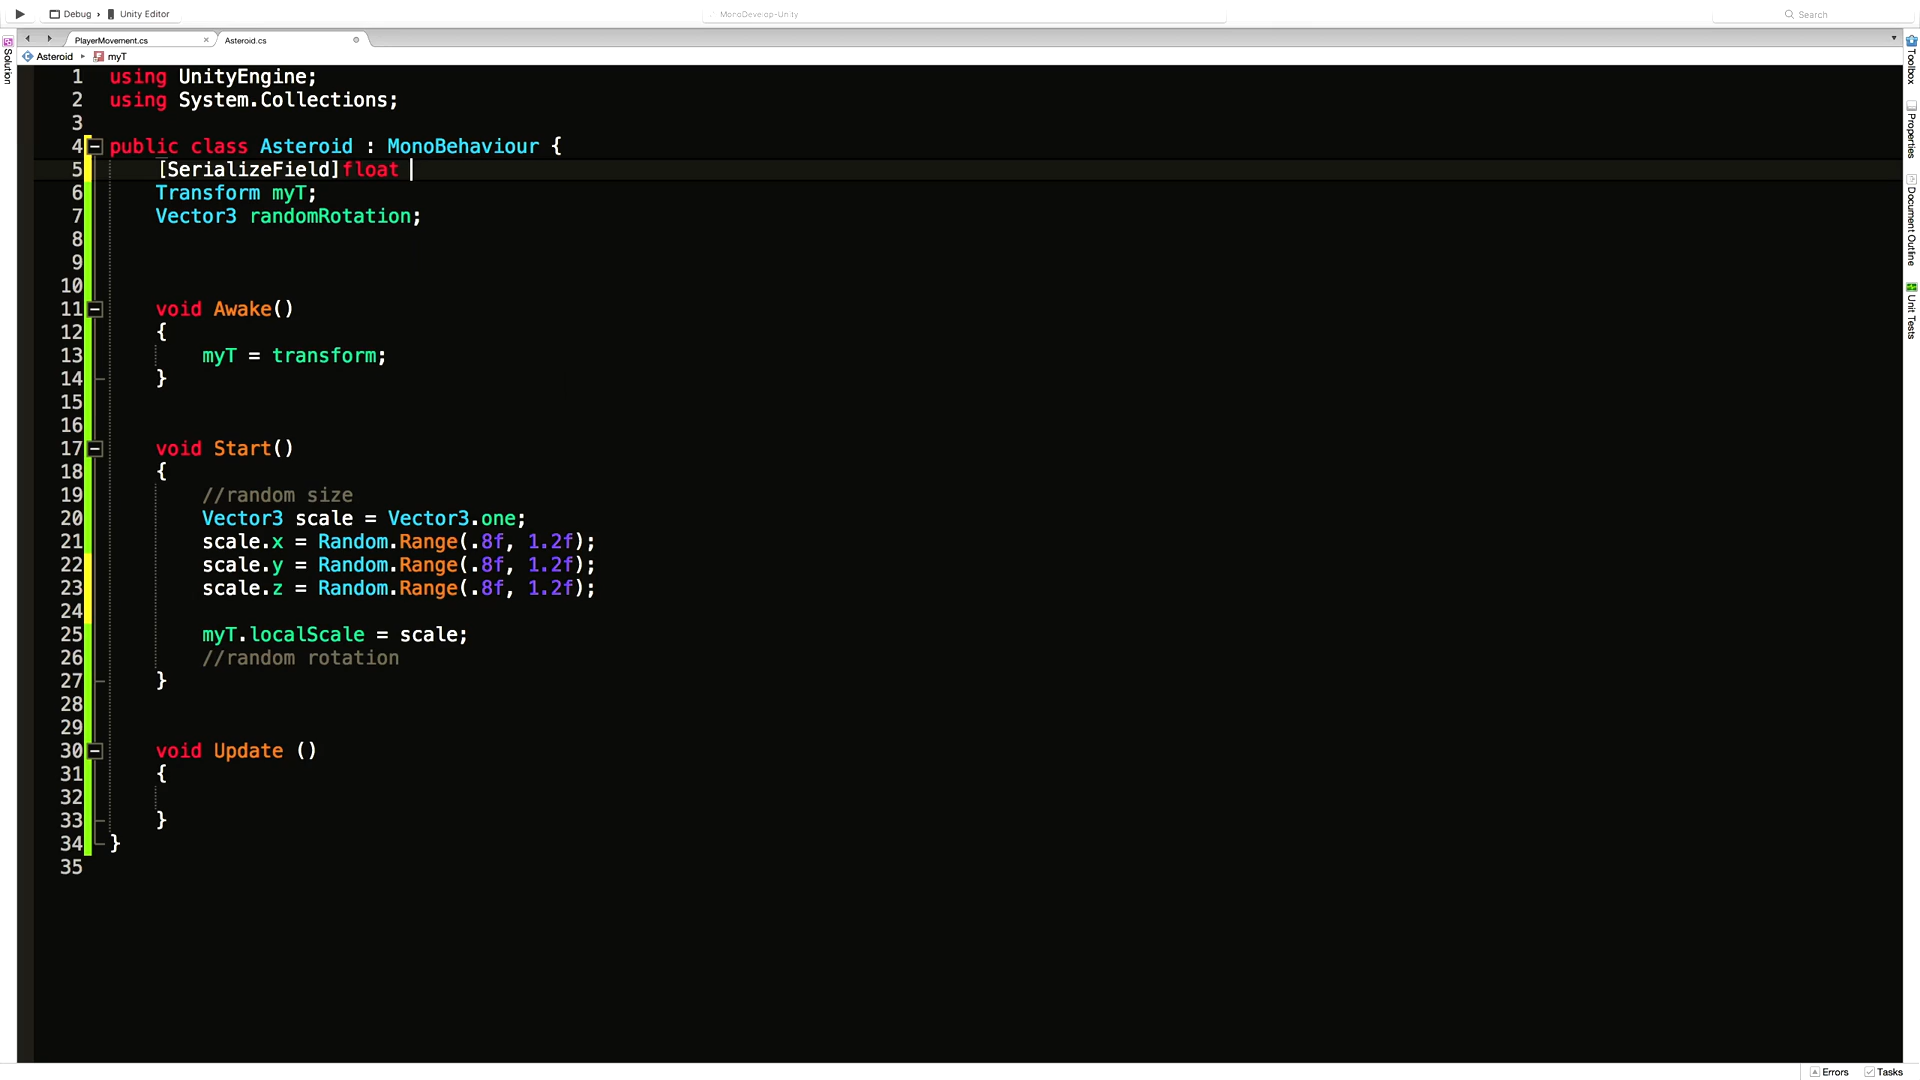 Debug › Unity Editor
MonoDevelop-Unity
Search
PlayerMovement.cs ×
Asteroid.cs
Asteroid ▸ myT
Solution
Toolbox
Properties
Document Outline
Unit Tests
1 using UnityEngine;
2 using System.Collections;
3
4 public class Asteroid : MonoBehaviour {
5 [SerializeField]float
6 Transform myT;
7 Vector3 randomRotation;
8
9
10
11 void Awake()
12 {
13 myT = transform;
14 }
15
16
17 void Start()
18 {
19 //random size
20 Vector3 scale = Vector3.one;
21 scale.x = Random.Range(.8f, 1.2f);
22 scale.y = Random.Range(.8f, 1.2f);
23 scale.z = Random.Range(.8f, 1.2f);
24
25 myT.localScale = scale;
26 //random rotation
27 }
28
29
30 void Update ()
31 {
32
33 }
34 }
35
Errors Tasks